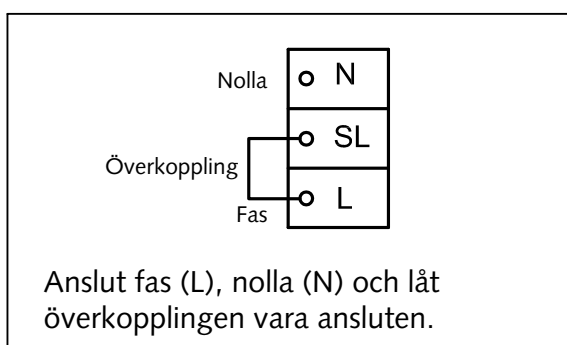 Nolla N
SL
Överkoppling
Fas L
Anslut fas (L), nolla (N) och låt
överkopplingen vara ansluten.